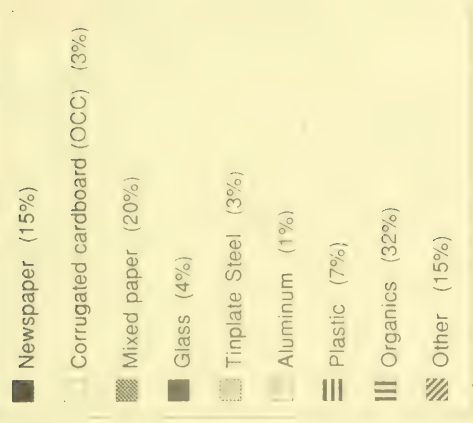 Newspaper (15%)
Corrugated cardboard (OCC) (3%)
Mixed paper (20%)
Glass (4%)
Tinplate Steel (3%)
Aluminum (1%)
Plastic (7%)
Organics (32%)
Other (15%)